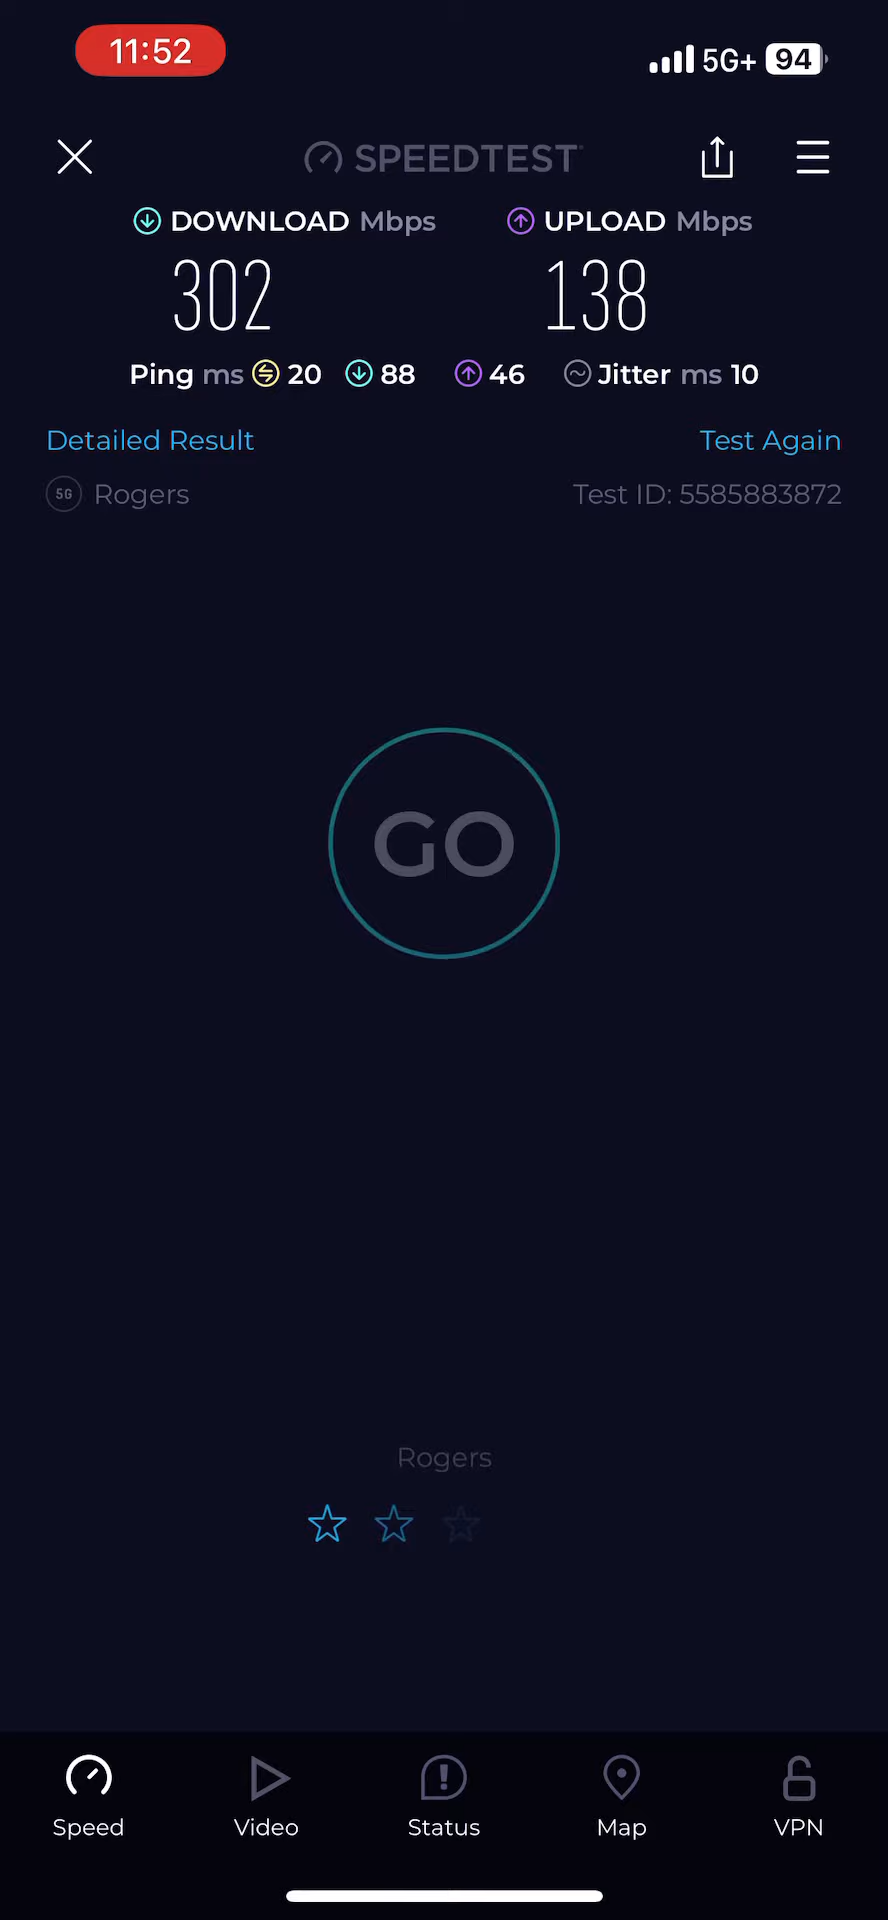 11:52 5G+ 94
SPEEDTEST
DOWNLOAD Mbps UPLOAD Mbps
302 138
Ping ms 20 88 46 Jitter ms 10
Detailed Result Test Again
5G Rogers Test ID: 5585883872
GO
Rogers
Speed Video Status Map VPN